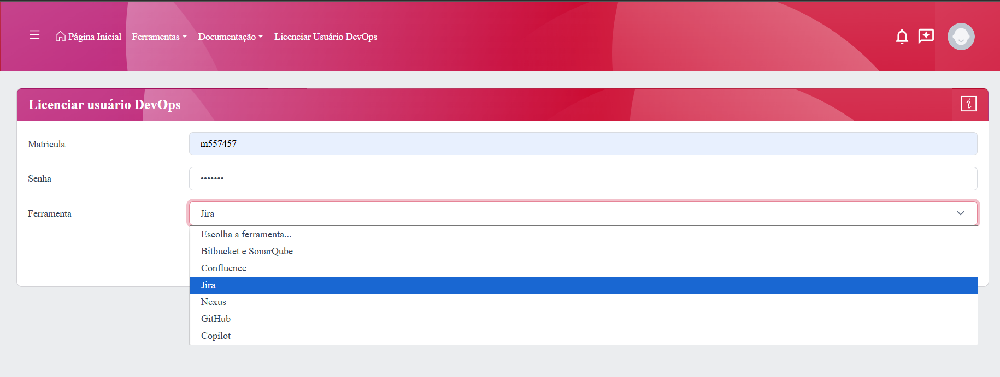 Página Inicial Ferramentas Documentação Licenciar Usuário DevOps
Licenciar usuário DevOps
Matrícula m557457
Senha •••••••
Ferramenta Jira
Escolha a ferramenta...
Bitbucket e SonarQube
Confluence
Jira
Nexus
GitHub
Copilot